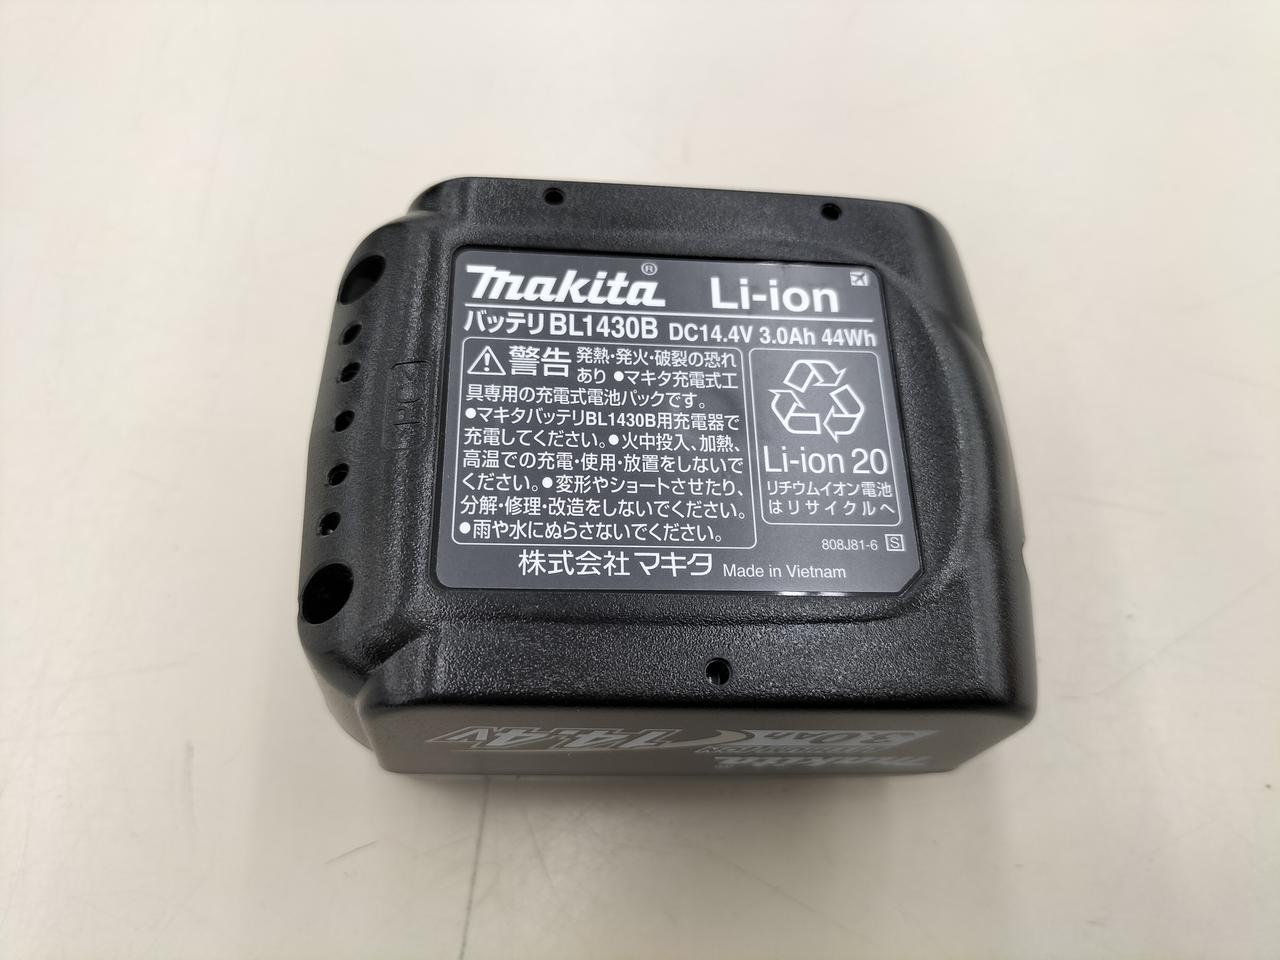 makita® Li-ion
バッテリBL1430B DC14.4V 3.0Ah 44Wh
警告 発熱・発火・破裂の恐れ
あり ●マキタ充電式工
具専用の充電式電池パックです。
●マキタバッテリBL1430B用充電器で
充電してください。●火中投入、加熱、
高温での充電・使用・放置をしないで
ください。●変形やショートさせたり、
分解・修理・改造をしないでください。
●雨や水にぬらさないでください。
Li-ion 20
リチウムイオン電池
はリサイクルへ
808J81-6 S
株式会社マキタ Made in Vietnam
14.4V
3.0Ah
makita